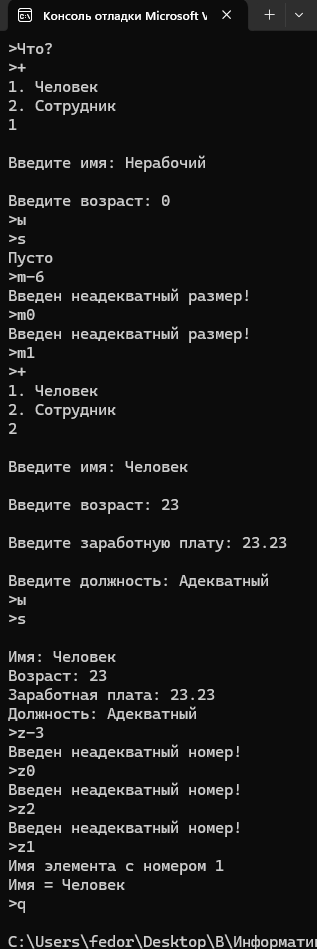 Консоль отладки Microsoft V
>Что?
>+
1. Человек
2. Сотрудник
1
Введите имя: Нерабочий
Введите возраст: 0
>ы
>s
Пусто
>m-6
Введен неадекватный размер!
>m0
Введен неадекватный размер!
>m1
>+
1. Человек
2. Сотрудник
2
Введите имя: Человек
Введите возраст: 23
Введите заработную плату: 23.23
Введите должность: Адекватный
>ы
>s
Имя: Человек
Возраст: 23
Заработная плата: 23.23
Должность: Адекватный
>z-3
Введен неадекватный номер!
>z0
Введен неадекватный номер!
>z2
Введен неадекватный номер!
>z1
Имя элемента с номером 1
Имя = Человек
>q
C:\Users\fedor\Desktop\В\Информати